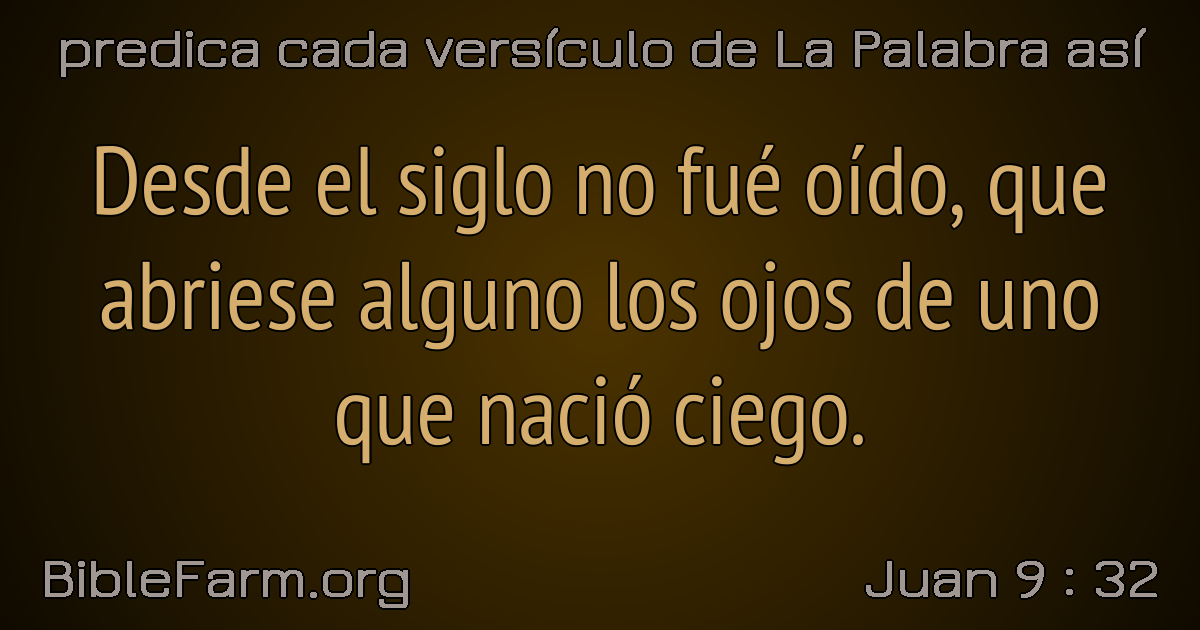 predica cada versículo de La Palabra así
Desde el siglo no fué oído, que
abriese alguno los ojos de uno
que nació ciego.
BibleFarm.org
Juan 9 : 32